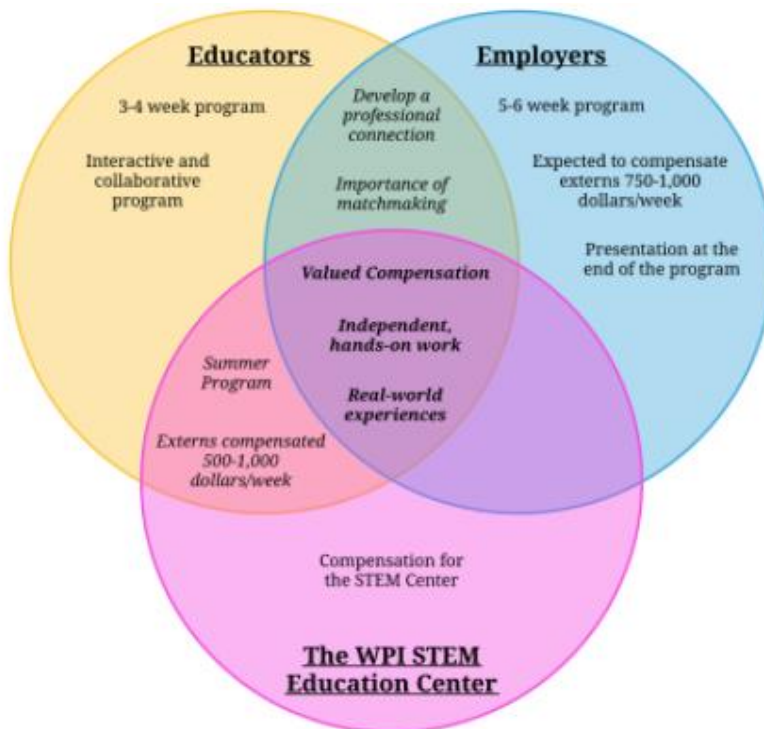 Educators
3-4 week program
Interactive and
collaborative
program
Develop a
professional
connection
Importance of
matchmaking
Employers
5-6 week program
Expected to compensate
externs 750-1,000
dollars/week
Presentation at the
end of the program
Valued Compensation
Independent,
hands-on work
Real-world
experiences
Summer
Program
Externs compensated
500-1,000
dollars/week
Compensation for
the STEM Center
The WPI STEM
Education Center